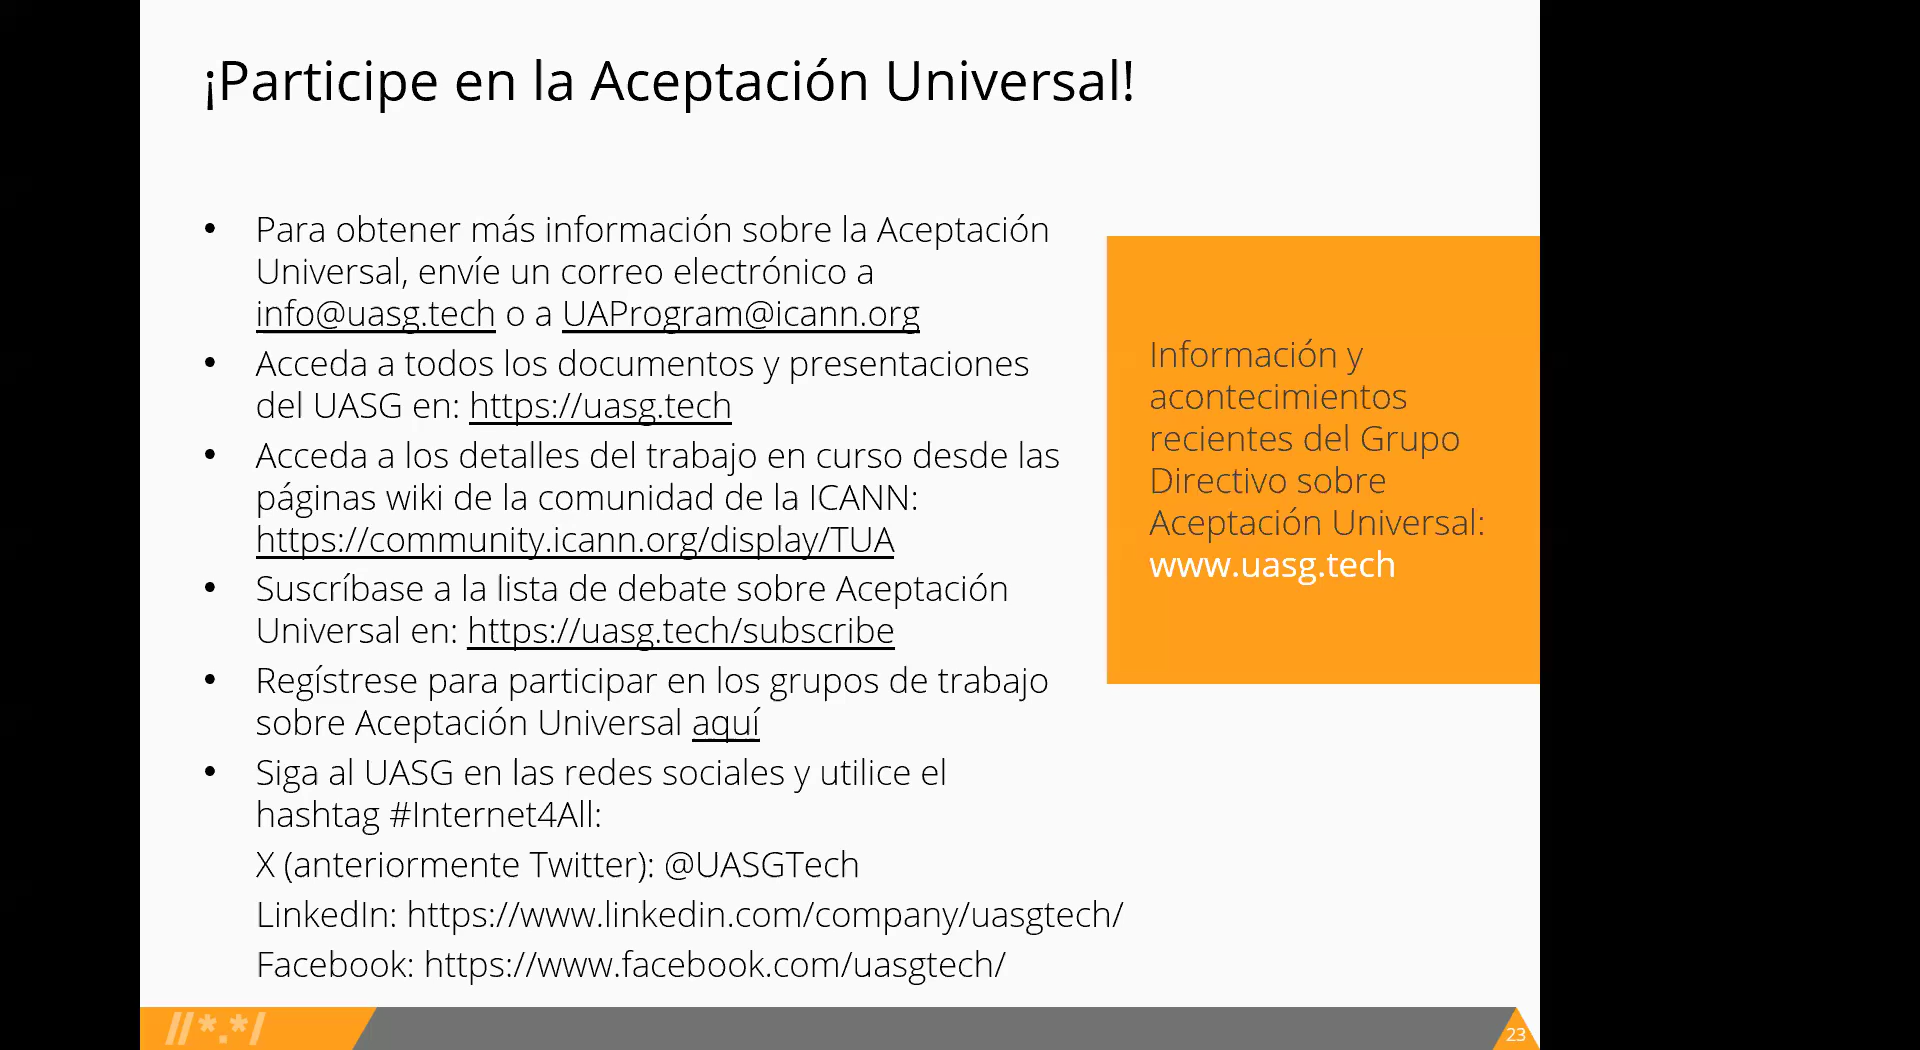 ¡Participe en la Aceptación Universal!
• Para obtener más información sobre la Aceptación
Universal, envíe un correo electrónico a
info@uasg.tech o a UAProgram@icann.org
• Acceda a todos los documentos y presentaciones
del UASG en: https://uasg.tech
• Acceda a los detalles del trabajo en curso desde las
páginas wiki de la comunidad de la ICANN:
https://community.icann.org/display/TUA
• Suscríbase a la lista de debate sobre Aceptación
Universal en: https://uasg.tech/subscribe
• Regístrese para participar en los grupos de trabajo
sobre Aceptación Universal aquí
• Siga al UASG en las redes sociales y utilice el
hashtag #Internet4All:
X (anteriormente Twitter): @UASGTech
LinkedIn: https://www.linkedin.com/company/uasgtech/
Facebook: https://www.facebook.com/uasgtech/
Información y
acontecimientos
recientes del Grupo
Directivo sobre
Aceptación Universal:
www.uasg.tech
//*.*/
23